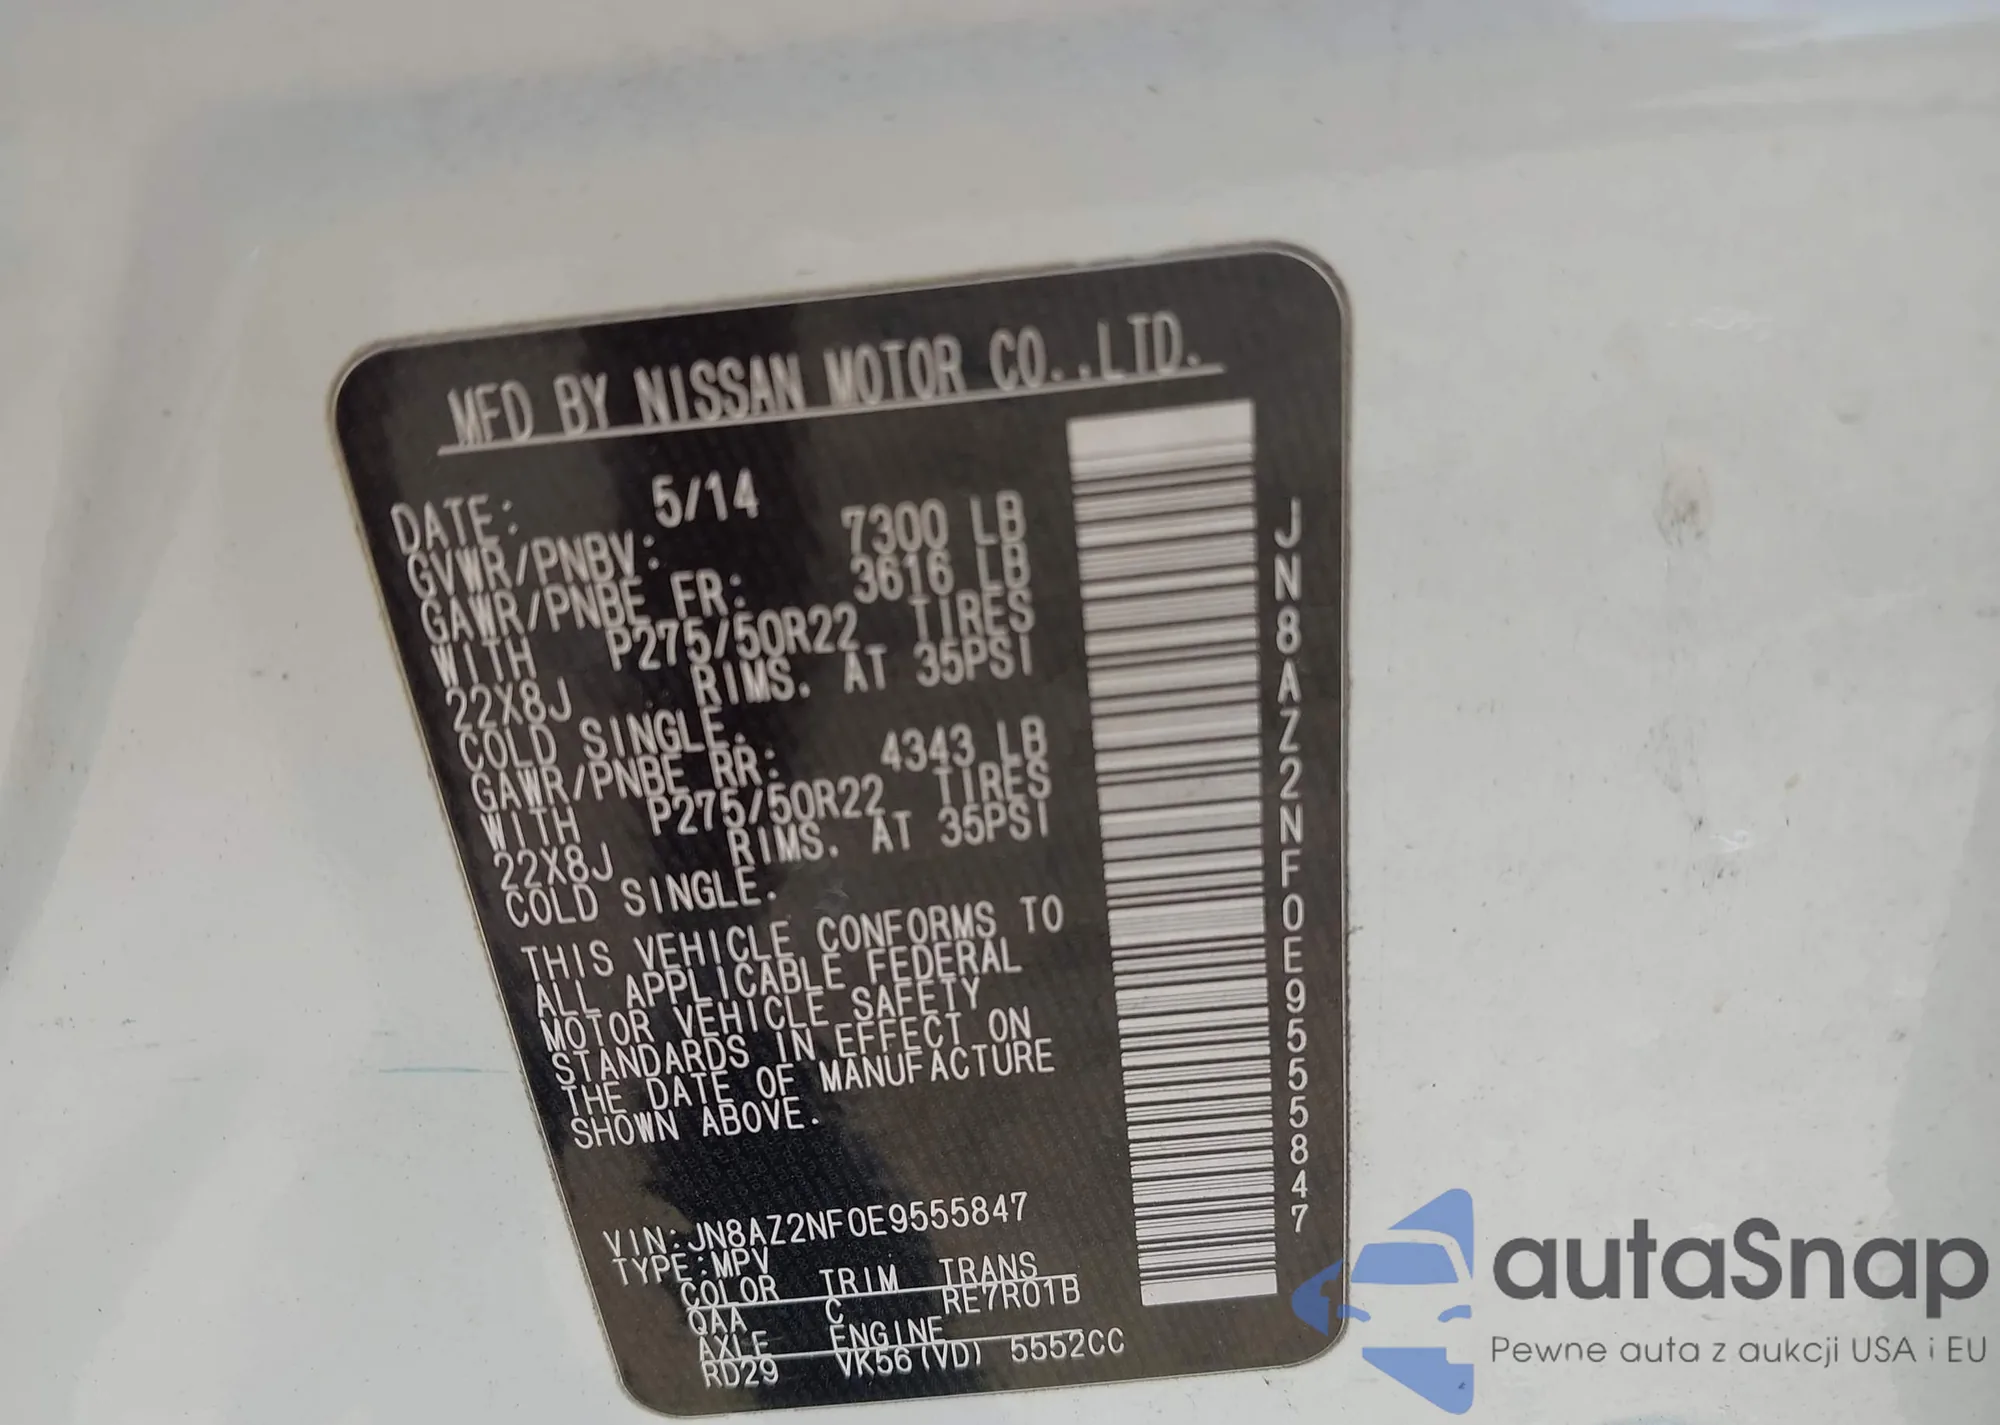 MFD BY NISSAN MOTOR CO.,LTD.
DATE: 5/14
GVWR/PNBV: 7300 LB
GAWR/PNBE FR: 3616 LB
WITH P275/50R22 TIRES
22X8J RIMS. AT 35PSI
COLD SINGLE.
GAWR/PNBE RR: 4343 LB
WITH P275/50R22 TIRES
22X8J RIMS. AT 35PSI
COLD SINGLE.
THIS VEHICLE CONFORMS TO
ALL APPLICABLE FEDERAL
MOTOR VEHICLE SAFETY
STANDARDS IN EFFECT ON
THE DATE OF MANUFACTURE
SHOWN ABOVE.
VIN:JN8AZ2NF0E9555847
TYPE:MPV
COLOR TRIM TRANS
QAA C RE7R01B
AXLE ENGINE
RD29 VK56(VD) 5552CC
JN8AZ2NF0E9555847
autaSnap
Pewne auta z aukcji USA i EU